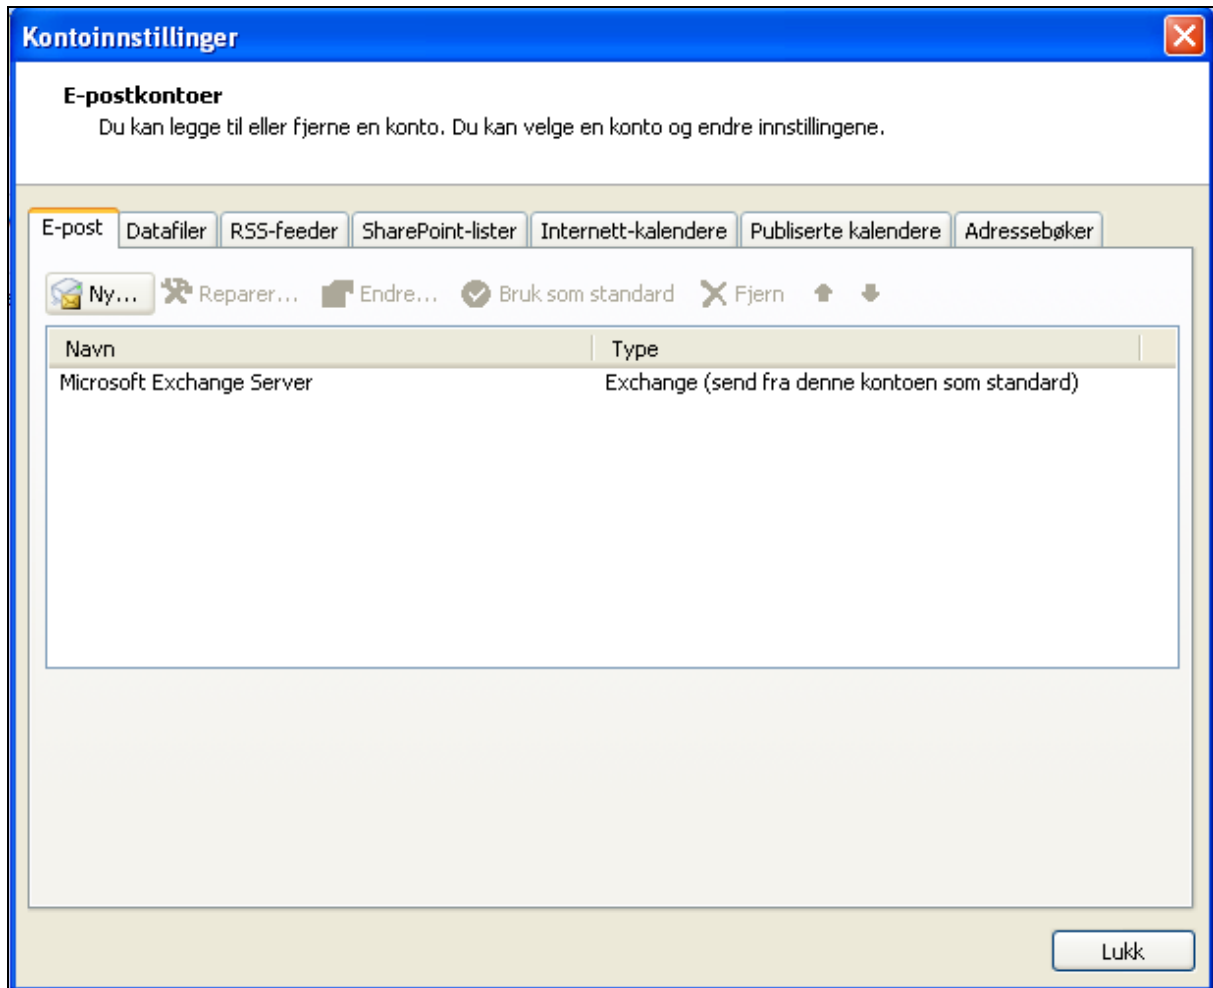 Kontoinnstillinger
E-postkontoer
Du kan legge til eller fjerne en konto. Du kan velge en konto og endre innstillingene.
E-post Datafiler RSS-feeder SharePoint-lister Internett-kalendere Publiserte kalendere Adressebøker
Ny... Reparer... Endre... Bruk som standard Fjern
Navn Type
Microsoft Exchange Server Exchange (send fra denne kontoen som standard)
Lukk